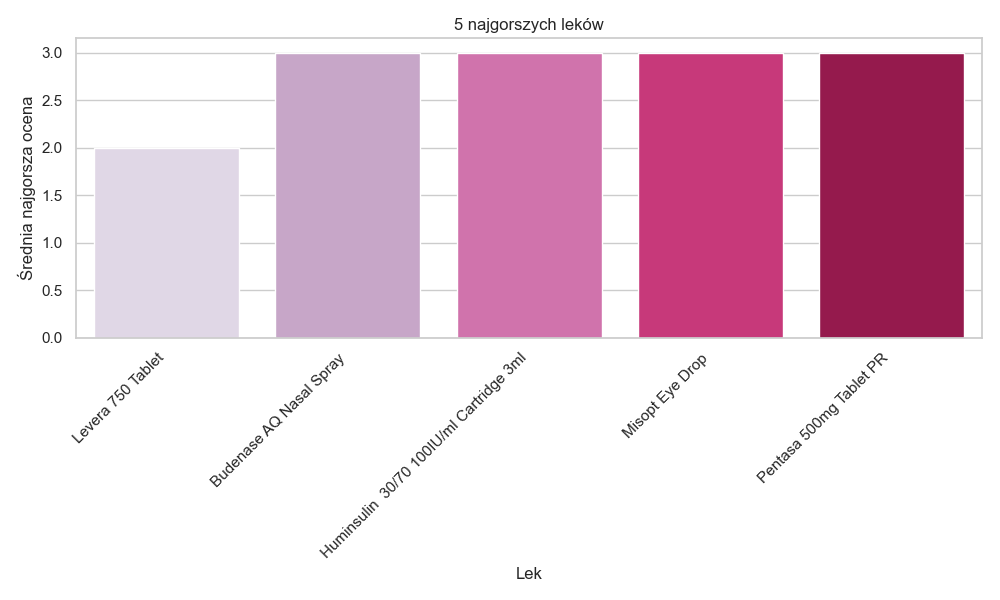 5 najgorszych leków
Średnia najgorsza ocena
3.0
2.5
2.0
1.5
1.0
0.5
0.0
Levera 750 Tablet
Budenase AQ Nasal Spray
Huminsulin  30/70 100IU/ml Cartridge 3ml
Misopt Eye Drop
Pentasa 500mg Tablet PR
Lek